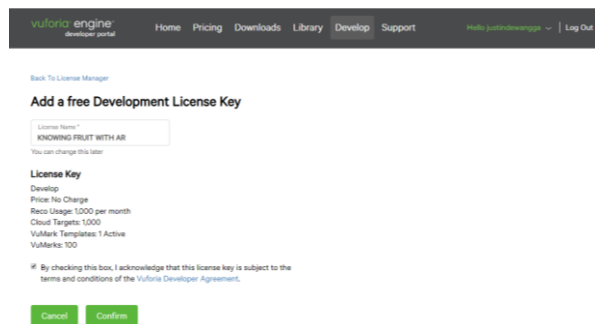 vuforia engine™
developer portal
Home Pricing Downloads Library Develop Support
Hello justindewangga
Log Out
Back To License Manager
Add a free Development License Key
License Name *
KNOWING FRUIT WITH AR
You can change this later
License Key
Develop
Price: No Charge
Reco Usage: 1,000 per month
Cloud Targets: 1,000
VuMark Templates: 1 Active
VuMarks: 100
By checking this box, I acknowledge that this license key is subject to the
terms and conditions of the Vuforia Developer Agreement.
Cancel Confirm